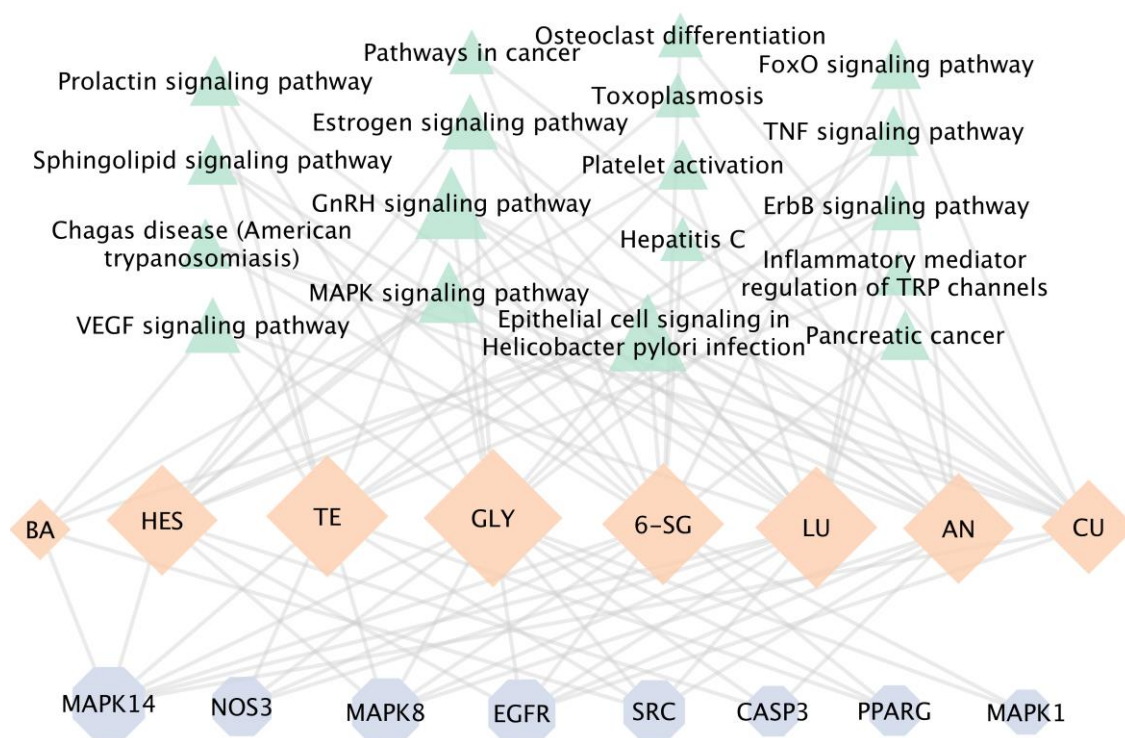 Osteoclast differentiation
Pathways in cancer
FoxO signaling pathway
Prolactin signaling pathway
Toxoplasmosis
Estrogen signaling pathway
TNF signaling pathway
Sphingolipid signaling pathway
Platelet activation
GnRH signaling pathway
ErbB signaling pathway
Chagas disease (American
trypanosomiasis)
Hepatitis C
Inflammatory mediator
regulation of TRP channels
MAPK signaling pathway
VEGF signaling pathway
Epithelial cell signaling in
Helicobacter pylori infection
Pancreatic cancer
BA
HES
TE
GLY
6-SG
LU
AN
CU
MAPK14
NOS3
MAPK8
EGFR
SRC
CASP3
PPARG
MAPK1